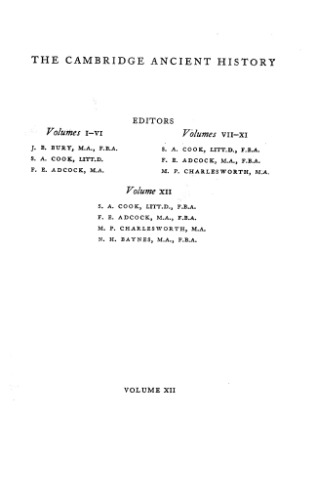 THE CAMBRIDGE ANCIENT HISTORY
EDITORS
Volumes I–VI
J. B. BURY, M.A., F.B.A.
S. A. COOK, LITT.D.
F. E. ADCOCK, M.A.
Volumes VII–XI
S. A. COOK, LITT.D., F.B.A.
F. E. ADCOCK, M.A., F.B.A.
M. P. CHARLESWORTH, M.A.
Volume XII
S. A. COOK, LITT.D., F.B.A.
F. E. ADCOCK, M.A., F.B.A.
M. P. CHARLESWORTH, M.A.
N. H. BAYNES, M.A., F.B.A.
VOLUME XII